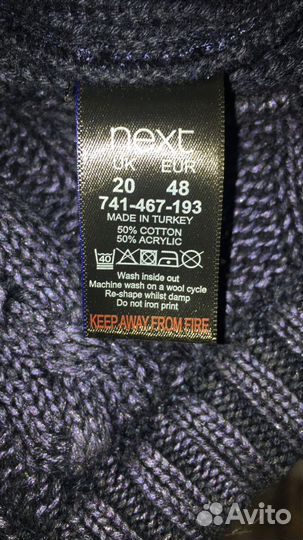 next
UK EUR
20 48
741-467-193
MADE IN TURKEY
50% COTTON
50% ACRYLIC
40
Wash inside out
Machine wash on a wool cycle
Re-shape whilst damp
Do not iron print
KEEP AWAY FROM FIRE
Avito